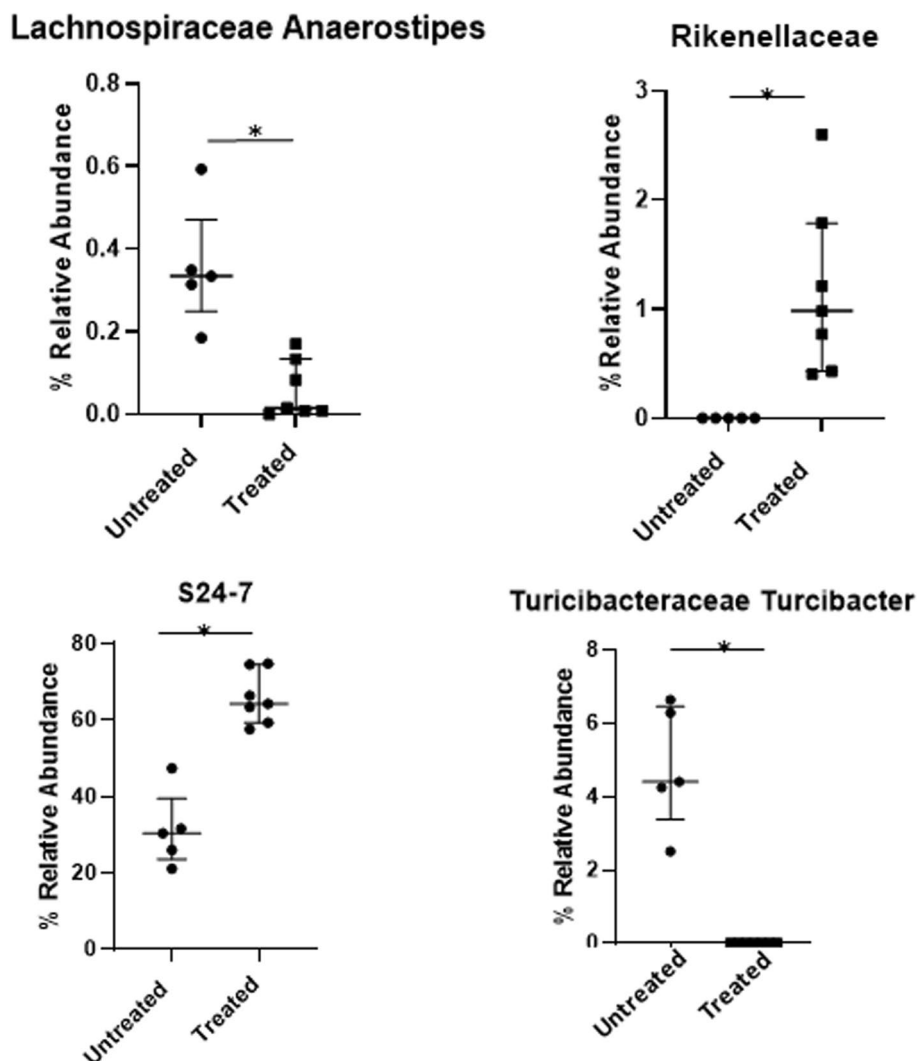 Lachnospiraceae Anaerostipes
% Relative Abundance
0.8
0.6
0.4
0.2
0.0
*
Untreated
Treated
Rikenellaceae
% Relative Abundance
3
2
1
0
*
Untreated
Treated
S24-7
% Relative Abundance
80
60
40
20
0
*
Untreated
Treated
Turicibacteraceae Turcibacter
% Relative Abundance
8
6
4
2
0
*
Untreated
Treated